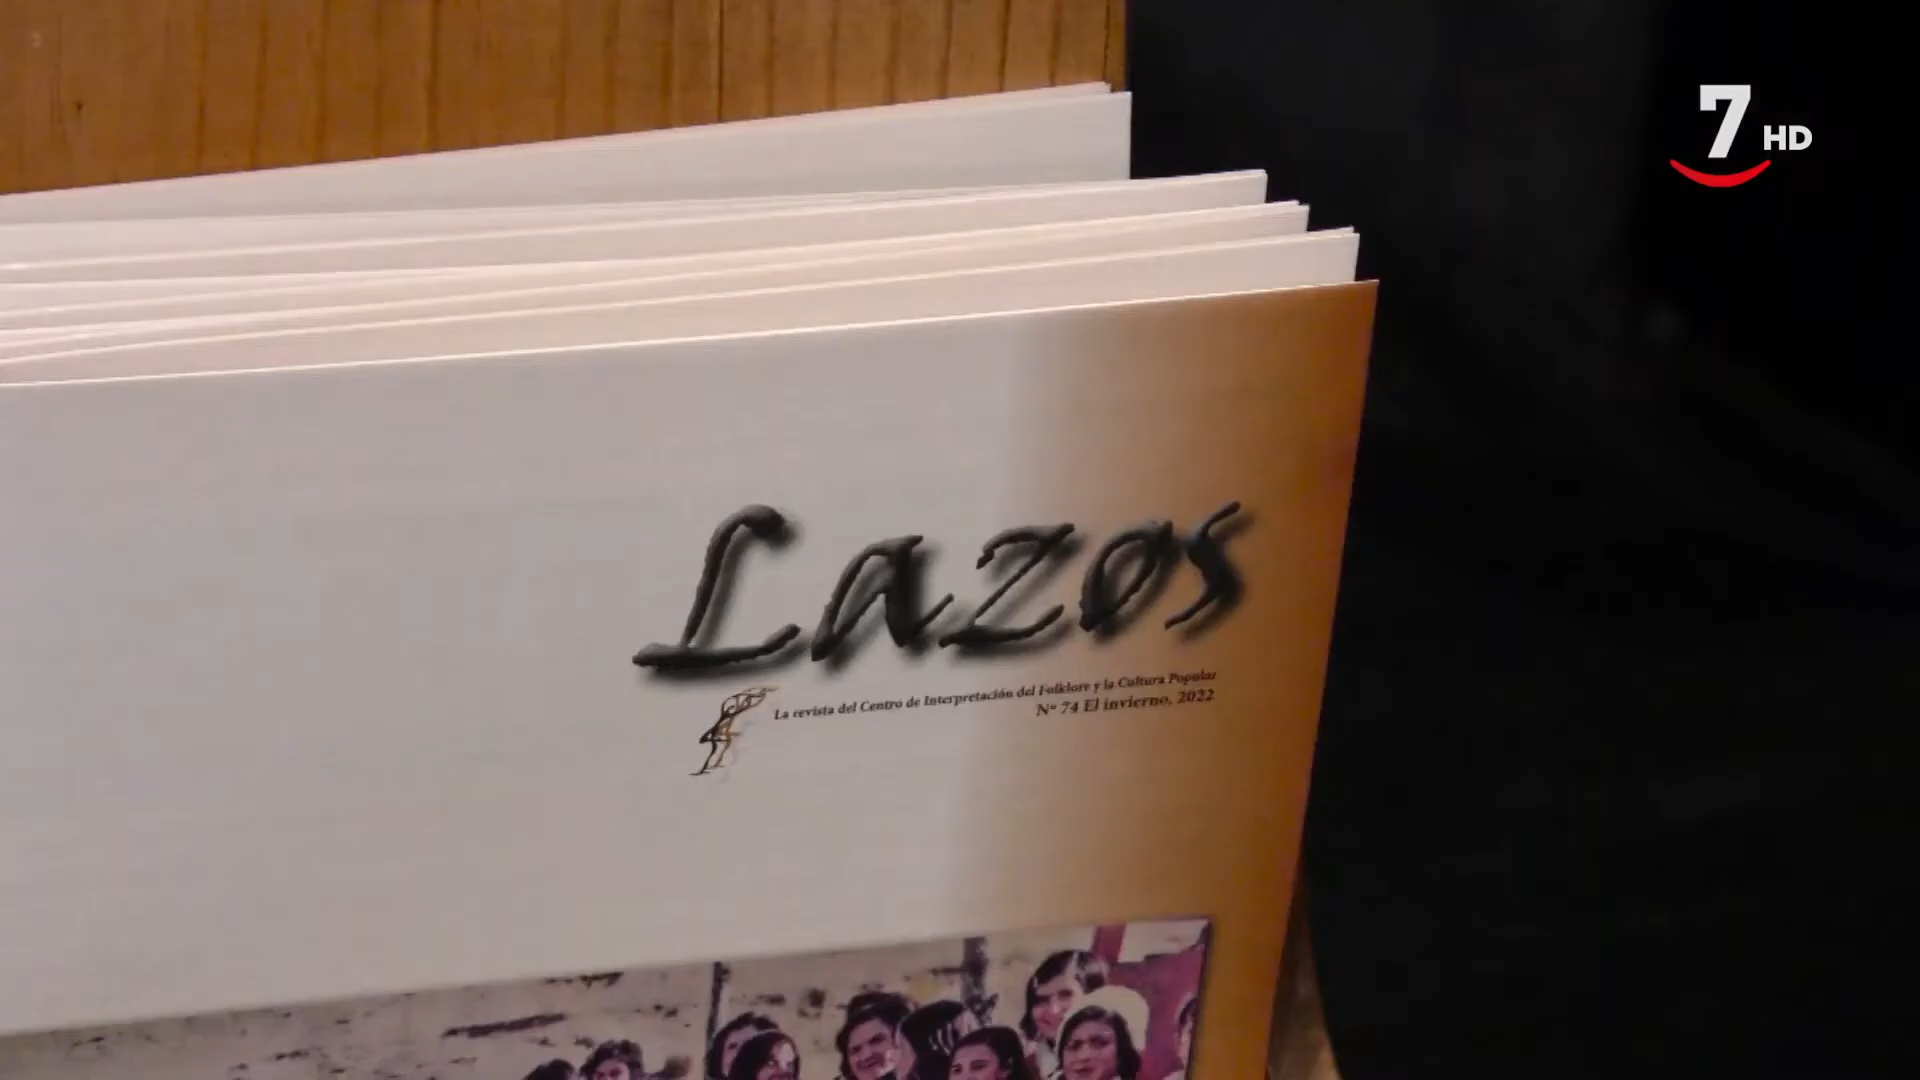 7 HD
Lazos
La revista del Centro de Interpretación del Folklore y la Cultura Popular
Nº 74 El invierno, 2022